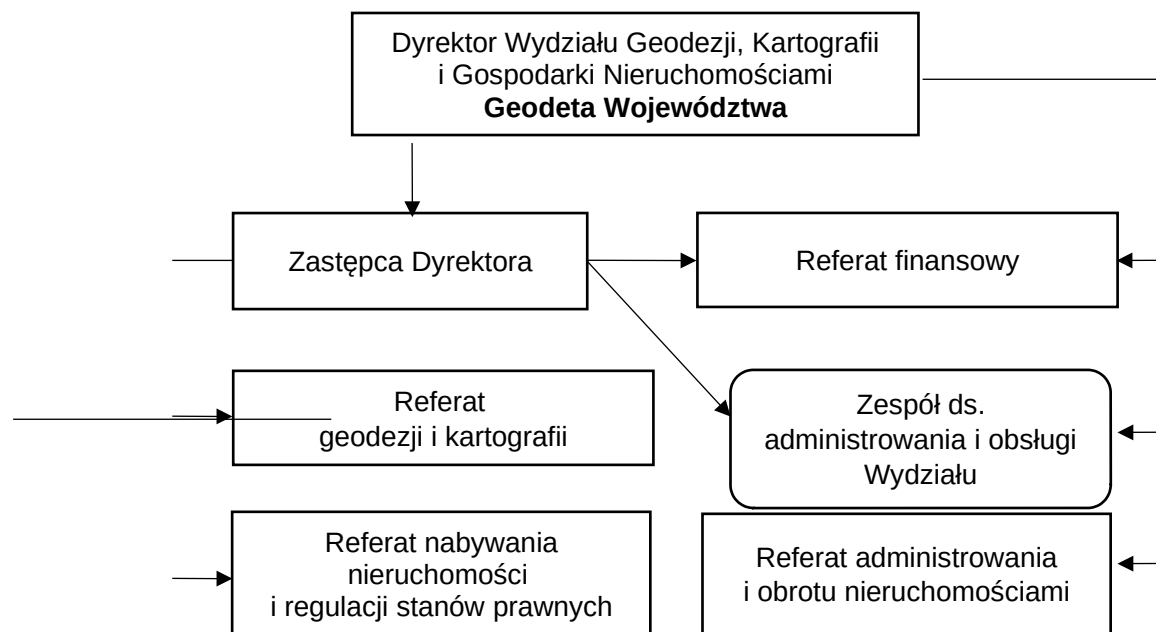 Dyrektor Wydziału Geodezji, Kartografii
i Gospodarki Nieruchomościami
Geodeta Województwa
Zastępca Dyrektora
Referat finansowy
Referat
geodezji i kartografii
Zespół ds.
administrowania i obsługi
Wydziału
Referat nabywania
nieruchomości
i regulacji stanów prawnych
Referat administrowania
i obrotu nieruchomościami